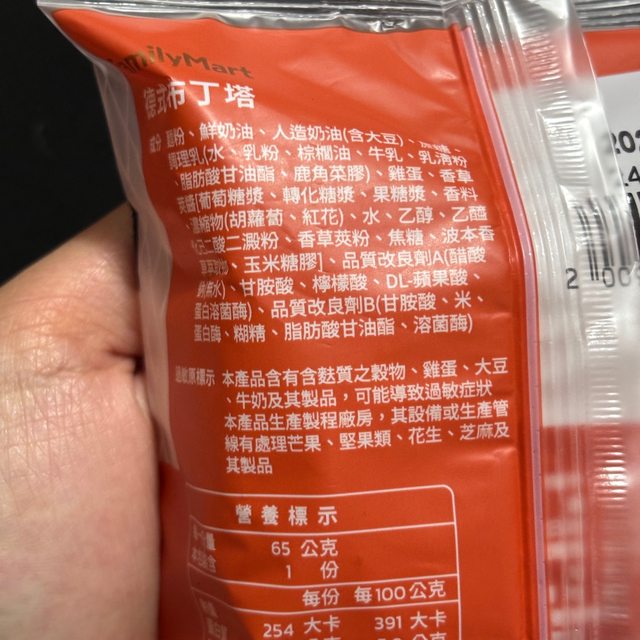 FamilyMart
德式布丁塔
成分 麵粉、鮮奶油、人造奶油(含大豆)、
調理乳(水、乳粉、棕櫚油、牛乳、乳清粉
、脂肪酸甘油酯、鹿角菜膠)、雞蛋、香草
莢醬[葡萄糖漿、轉化糖漿、果糖漿、香料
濃縮物(胡蘿蔔、紅花)、水、乙醇、乙醯
化己二酸二澱粉、香草莢粉、焦糖、波本香
、玉米糖膠]、品質改良劑A(醋酸
、水)、甘胺酸、檸檬酸、DL-蘋果酸、
蛋白溶菌酶)、品質改良劑B(甘胺酸、米、
蛋白酶、糊精、脂肪酸甘油酯、溶菌酶)
過敏原標示 本產品含有含麩質之穀物、雞蛋、大豆
、牛奶及其製品，可能導致過敏症狀
本產品生產製程廠房，其設備或生產管
線有處理芒果、堅果類、花生、芝麻及
其製品
營養標示
65 公克
1 份
每份 每100公克
254 大卡 391 大卡